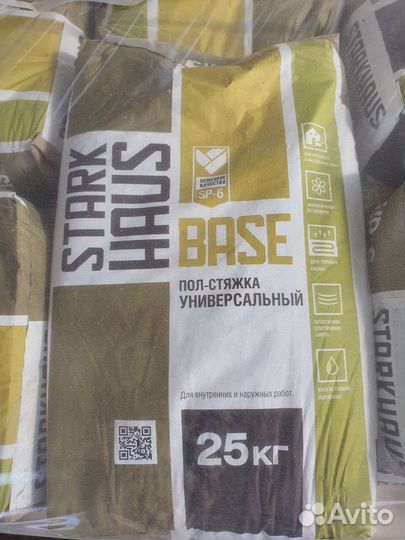 STARK
HAUS
НЕМЕЦКОЕ
КАЧЕСТВО
SP-6
BASE
ПОЛ-СТЯЖКА
УНИВЕРСАЛЬНЫЙ
Для внутренних и наружных работ.
25кг
STARKHAUS
Avito